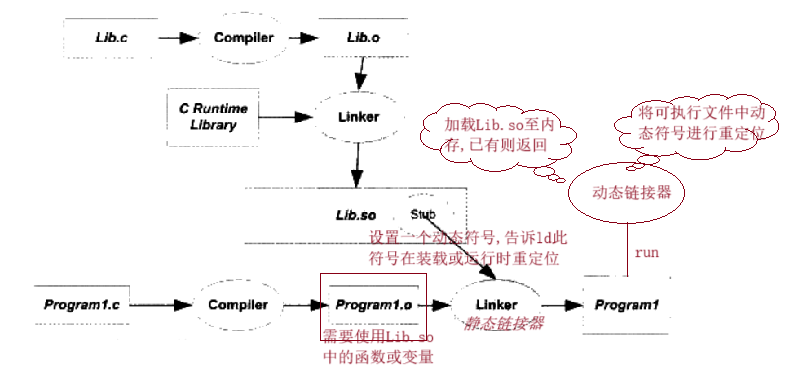 Lib.c
Compiler
Lib.o
C Runtime
Library
Linker
加载Lib.so至内
存,已有则返回
将可执行文件中动
态符号进行重定位
动态链接器
Lib.so
Stub
设置一个动态符号,告诉ld此
符号在装载或运行时重定位
run
Program1.c
Compiler
Program1.o
Linker
静态链接器
Program1
需要使用Lib.so
中的函数或变量